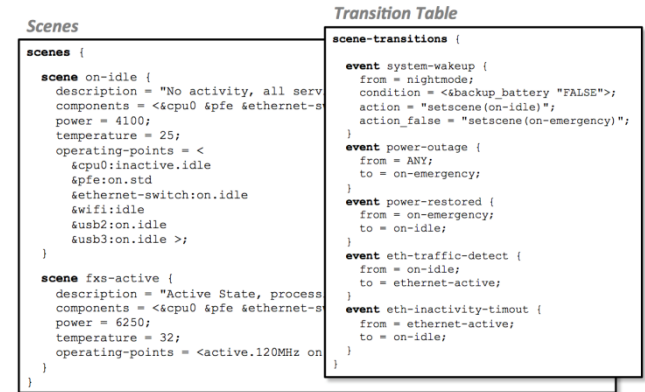 Scenes
scenes {
scene on-idle {
description = "No activity, all serv
components = <&cpu0 &pfe &ethernet-sw
power = 4100;
temperature = 25;
operating-points = <
&cpu0:inactive.idle
&pfe:on.std
&ethernet-switch:on.idle
&wifi:idle
&usb2:on.idle
&usb3:on.idle >;
}
scene fxs-active {
description = "Active State, process
components = <&cpu0 &pfe &ethernet-s
power = 6250;
temperature = 32;
operating-points = <active.120MHz on
}
}
Transition Table
scene-transitions {
event system-wakeup {
from = nightmode;
condition = <&backup_battery "FALSE">;
action = "setscene(on-idle)";
action_false = "setscene(on-emergency)";
}
event power-outage {
from = ANY;
to = on-emergency;
}
event power-restored {
from = on-emergency;
to = on-idle;
}
event eth-traffic-detect {
from = on-idle;
to = ethernet-active;
}
event eth-inactivity-timout {
from = ethernet-active;
to = on-idle;
}
}